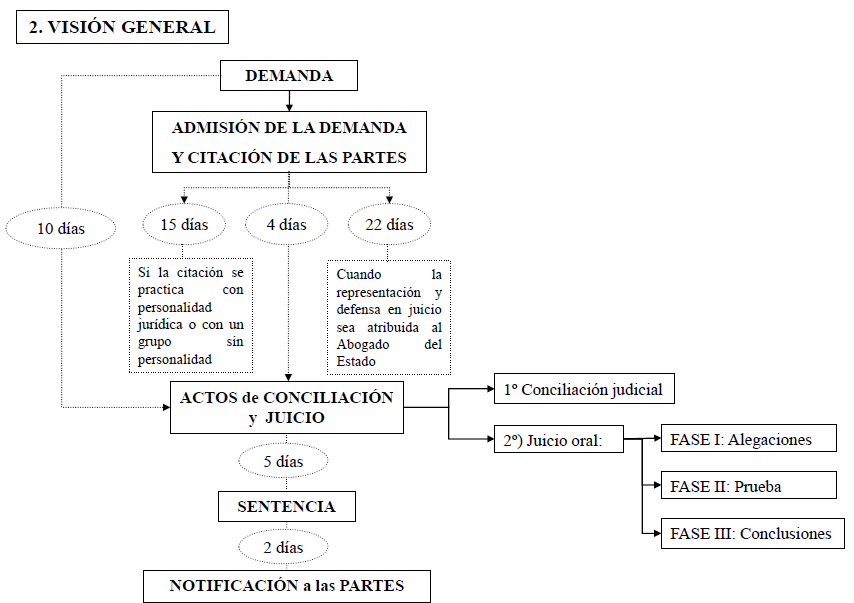 2. VISIÓN GENERAL
DEMANDA
ADMISIÓN DE LA DEMANDA
Y CITACIÓN DE LAS PARTES
10 días
15 días
4 días
22 días
Si la citación se
practica con
personalidad
jurídica o con un
grupo sin
personalidad
Cuando la
representación y
defensa en juicio
sea atribuida al
Abogado del
Estado
ACTOS de CONCILIACIÓN
y JUICIO
1º Conciliación judicial
2º) Juicio oral:
FASE I: Alegaciones
FASE II: Prueba
FASE III: Conclusiones
5 días
SENTENCIA
2 días
NOTIFICACIÓN a las PARTES